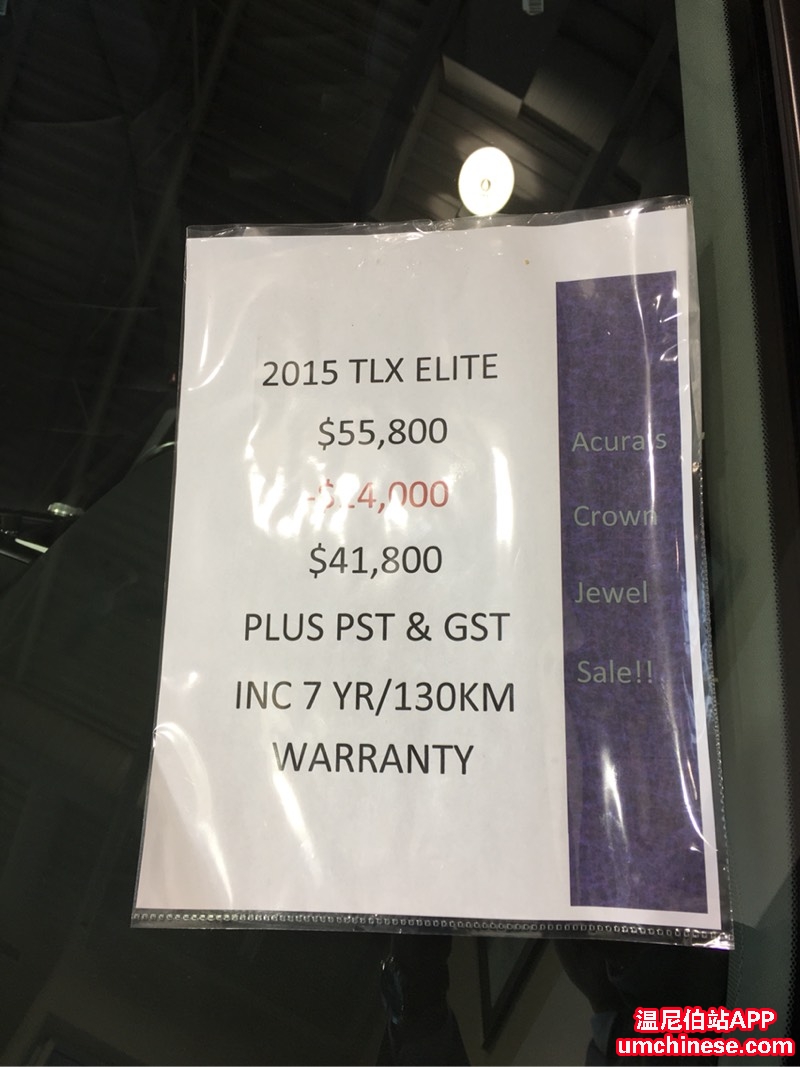 2015 TLX ELITE
$55,800
-$14,000
$41,800
PLUS PST & GST
INC 7 YR/130KM
WARRANTY
Acura's
Crown
Jewel
Sale!!
温尼伯站APP
umchinese.com